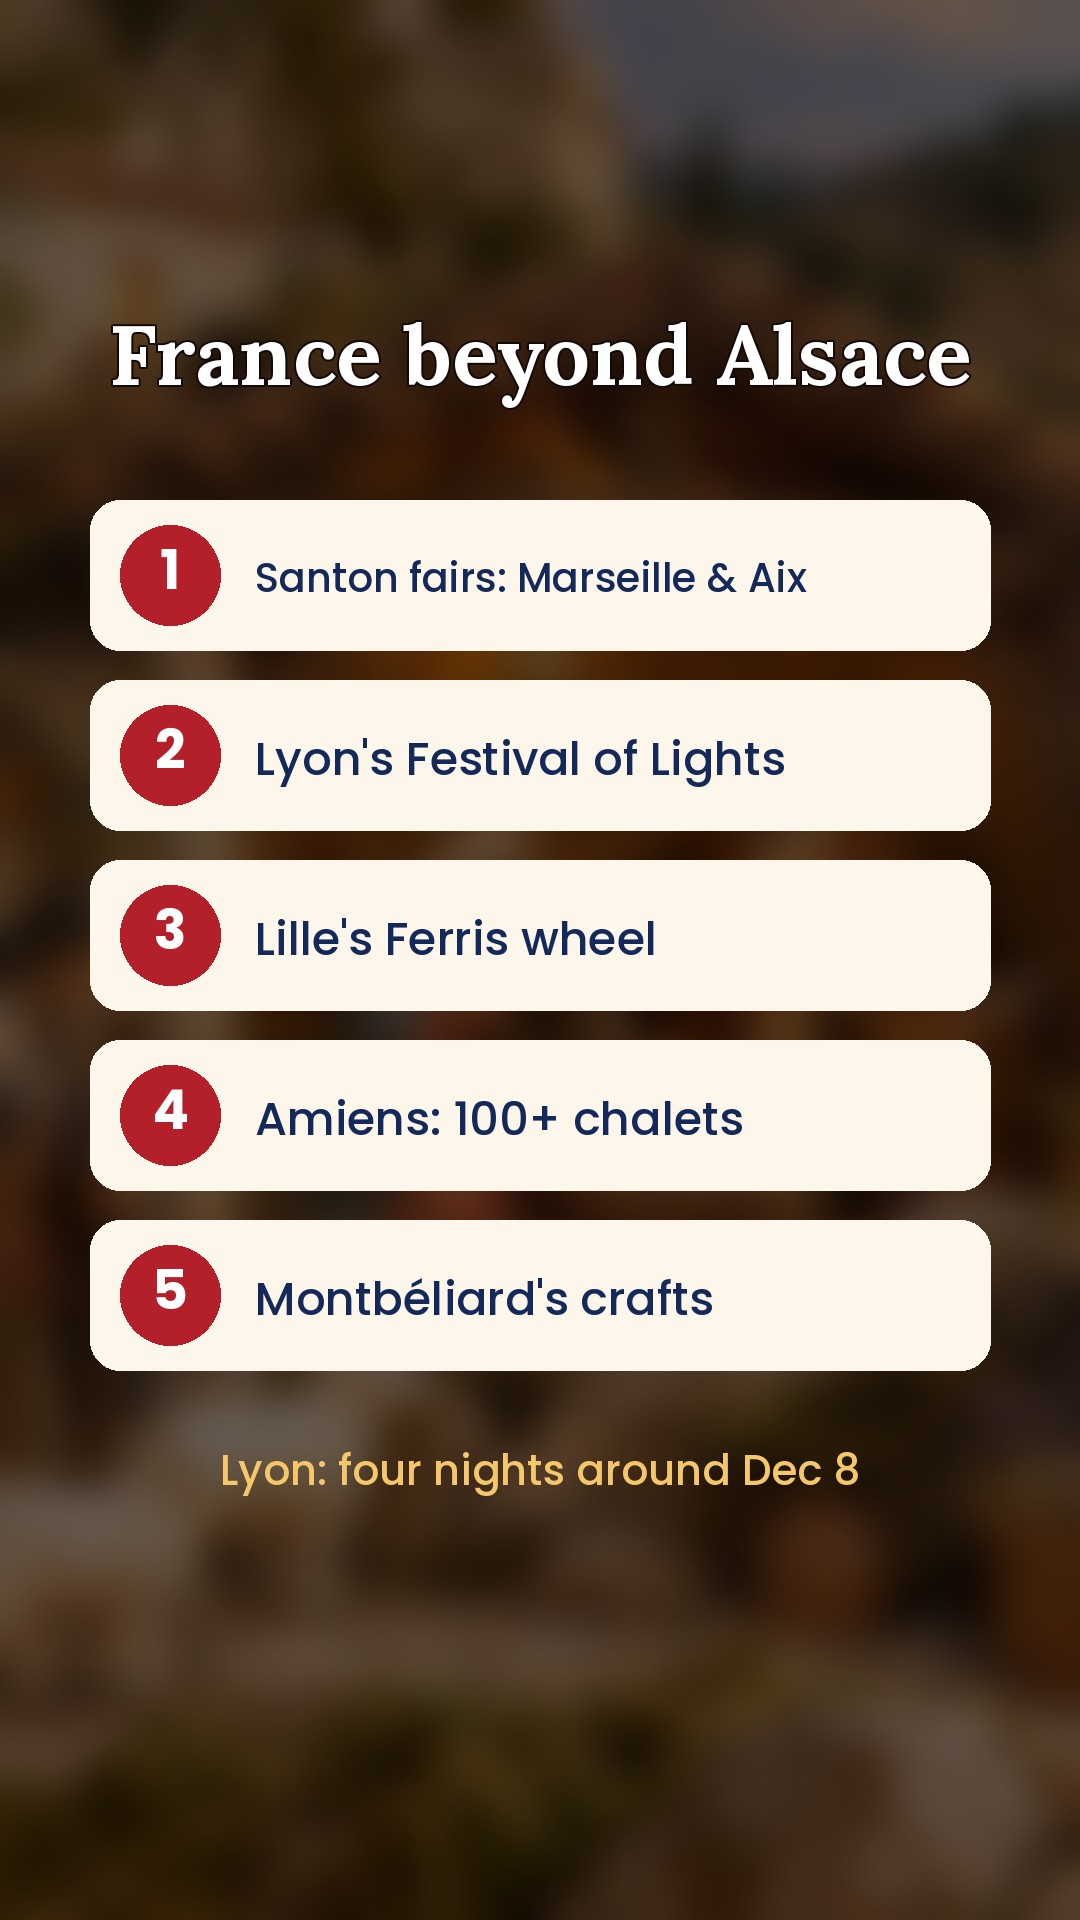 France beyond Alsace
1 Santon fairs: Marseille & Aix
2 Lyon's Festival of Lights
3 Lille's Ferris wheel
4 Amiens: 100+ chalets
5 Montbéliard's crafts
Lyon: four nights around Dec 8